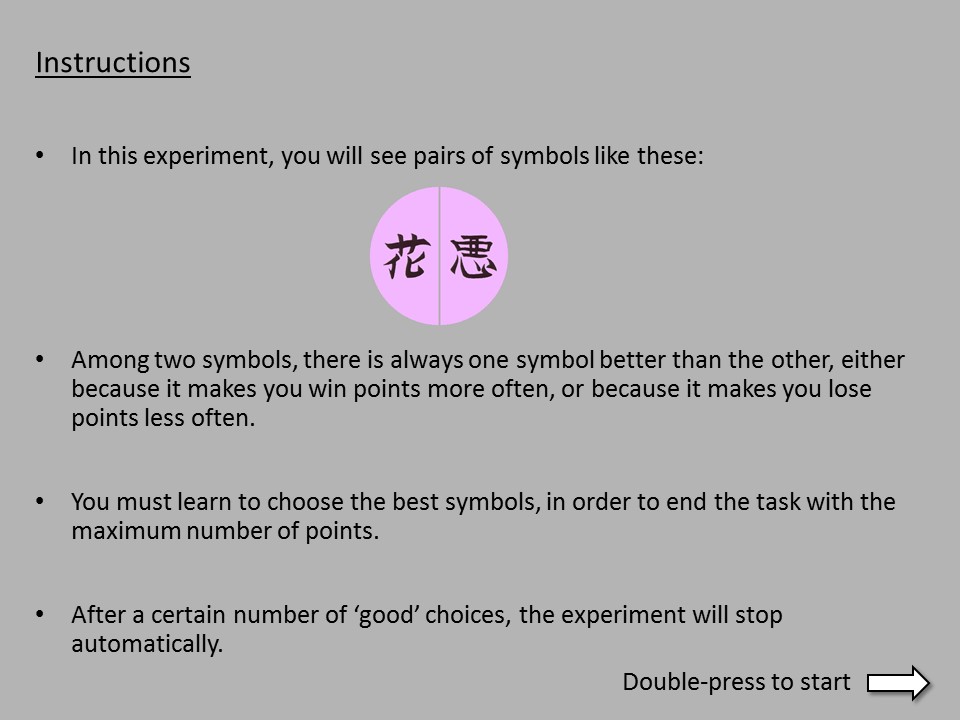 Instructions
• In this experiment, you will see pairs of symbols like these:
花 悪
• Among two symbols, there is always one symbol better than the other, either
because it makes you win points more often, or because it makes you lose
points less often.
• You must learn to choose the best symbols, in order to end the task with the
maximum number of points.
• After a certain number of ‘good’ choices, the experiment will stop
automatically.
Double-press to start